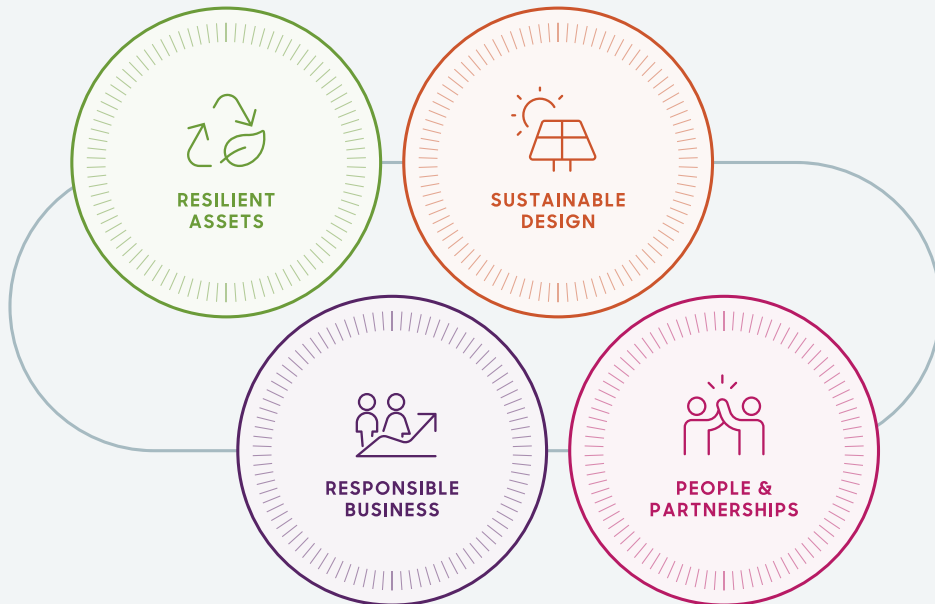 RESILIENT
ASSETS
SUSTAINABLE
DESIGN
RESPONSIBLE
BUSINESS
PEOPLE &
PARTNERSHIPS